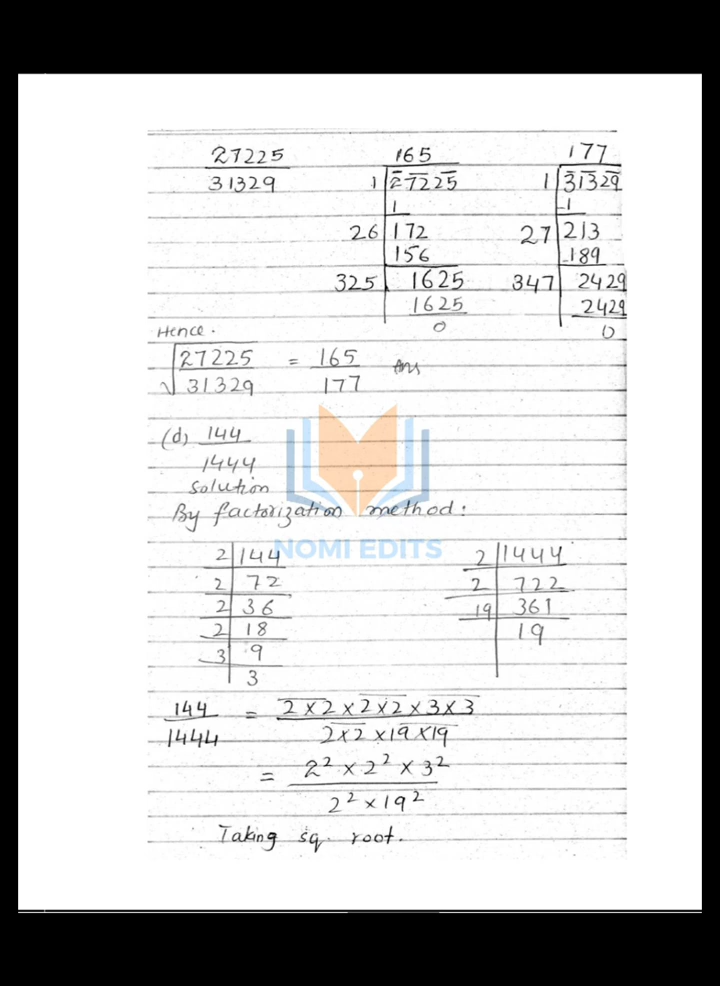 27225 165 177
31329 1 27225 1 31329
1 -1
26 172 27 213
156 -189
325 1625 347 2429
1625 2429
0 0
Hence.
√27225 = 165 Ans
31329 177
(d) 144
1444
Solution
By factorization method:
NOMI EDITS
2 144 2 1444
2 72 2 722
2 36 19 361
2 18 19
3 9
3
144 = 2×2×2×2×3×3
1444 2×2×19×19
= 2²×2²×3²
2²×19²
Taking sq. root.